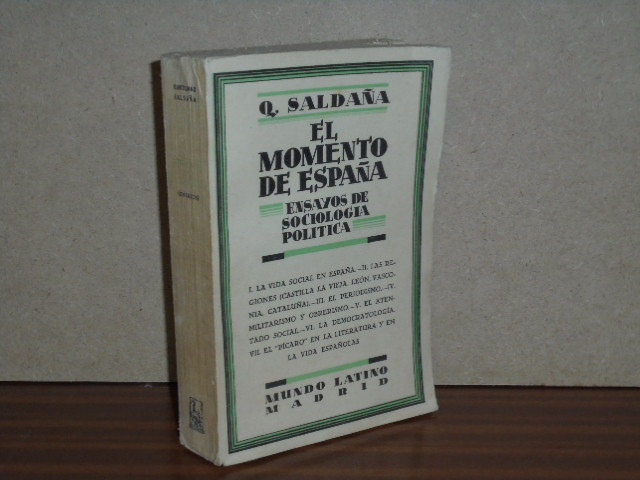 Q. SALDAÑA
EL
MOMENTO
DE ESPAÑA
ENSAYOS DE
SOCIOLOGIA
POLITICA
I. LA VIDA SOCIAL EN ESPAÑA.-II. LAS RE-
GIONES (CASTILLA LA VIEJA, LEÓN, VASCO-
NIA, CATALUÑA).-III. EL PERIODISMO.-IV.
MILITARISMO Y OBRERISMO.-V. EL ATEN-
TADO SOCIAL.-VI. LA DEMOCRATOLOGÍA.
VII. EL "PÍCARO" EN LA LITERATURA Y EN
LA VIDA ESPAÑOLAS
MUNDO LATINO
MADRID
SALDAÑA